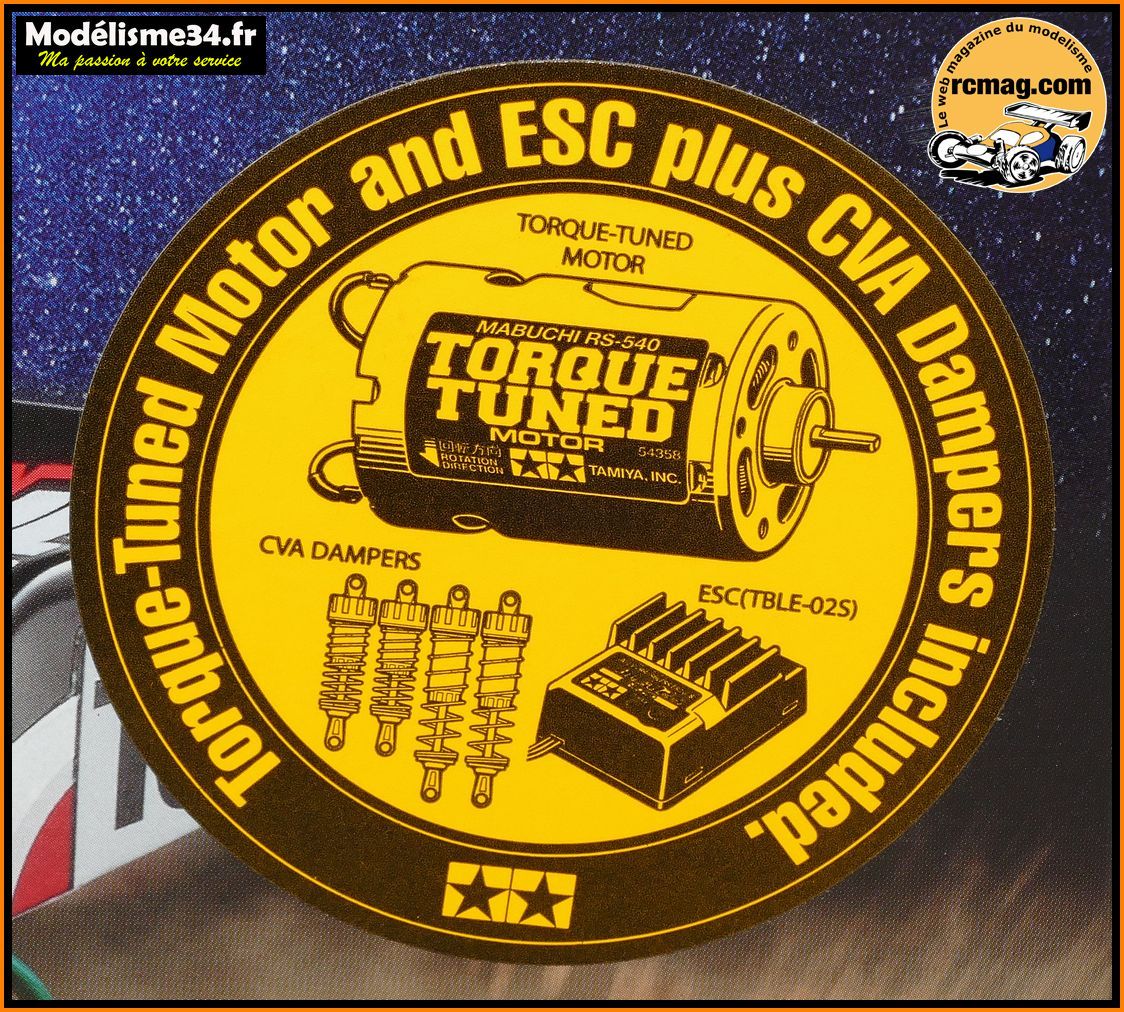 Modélisme34.fr
Ma passion à votre service
Le web magazine du modelisme
rcmag.com
Torque-Tuned Motor and ESC plus CVA Dampers included.
TORQUE-TUNED
MOTOR
MABUCHI RS-540
TORQUE
TUNED
MOTOR
54358
回転方向
ROTATION
DIRECTION
TAMIYA, INC.
CVA DAMPERS
ESC(TBLE-02S)